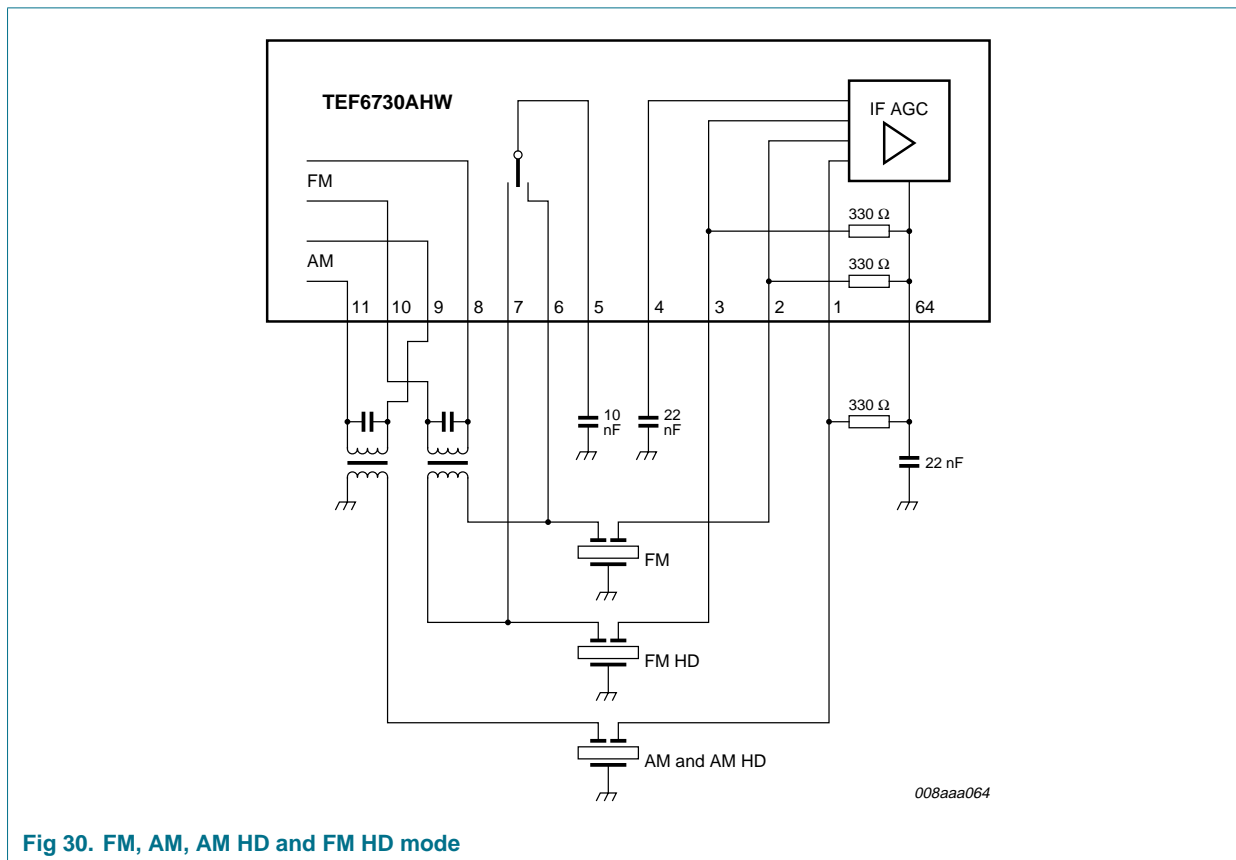 TEF6730AHW
IF AGC
FM
AM
330 Ω
330 Ω
11 10 9 8 7 6 5 4 3 2 1 64
10
nF
22
nF
330 Ω
22 nF
FM
FM HD
AM and AM HD
008aaa064
Fig 30. FM, AM, AM HD and FM HD mode